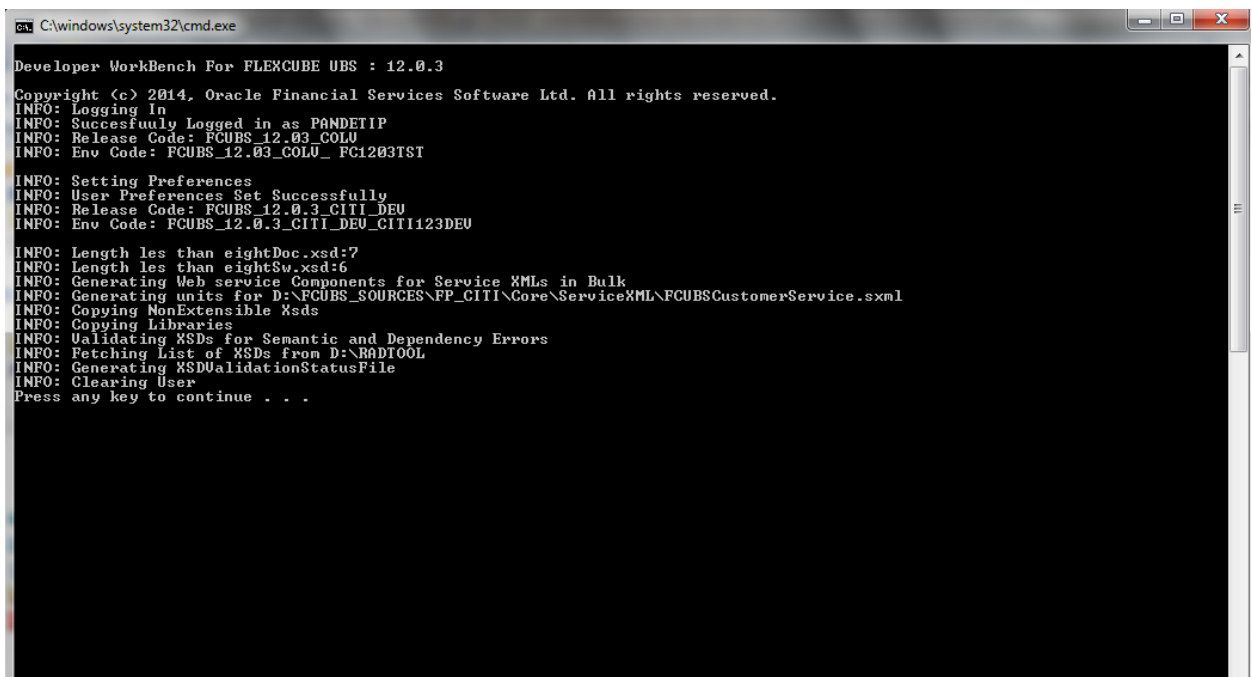 C:\windows\system32\cmd.exe
Developer WorkBench For FLEXCUBE UBS : 12.0.3
Copyright (c) 2014, Oracle Financial Services Software Ltd. All rights reserved.
INFO: Logging In
INFO: Succesfuuly Logged in as PANDETIP
INFO: Release Code: FCUBS_12.03_COLV
INFO: Env Code: FCUBS_12.03_COLV_ FC1203TST
INFO: Setting Preferences
INFO: User Preferences Set Successfully
INFO: Release Code: FCUBS_12.0.3_CITI_DEV
INFO: Env Code: FCUBS_12.0.3_CITI_DEV_CITI123DEV
INFO: Length les than eightDoc.xsd:7
INFO: Length les than eightSw.xsd:6
INFO: Generating Web service Components for Service XMLs in Bulk
INFO: Generating units for D:\FCUBS_SOURCES\FP_CITI\Core\ServiceXML\FCUBSCustomerService.sxml
INFO: Copying NonExtensible Xsds
INFO: Copying Libraries
INFO: Validating XSDs for Semantic and Dependency Errors
INFO: Fetching List of XSDs from D:\RADTOOL
INFO: Generating XSDValidationStatusFile
INFO: Clearing User
Press any key to continue . . .